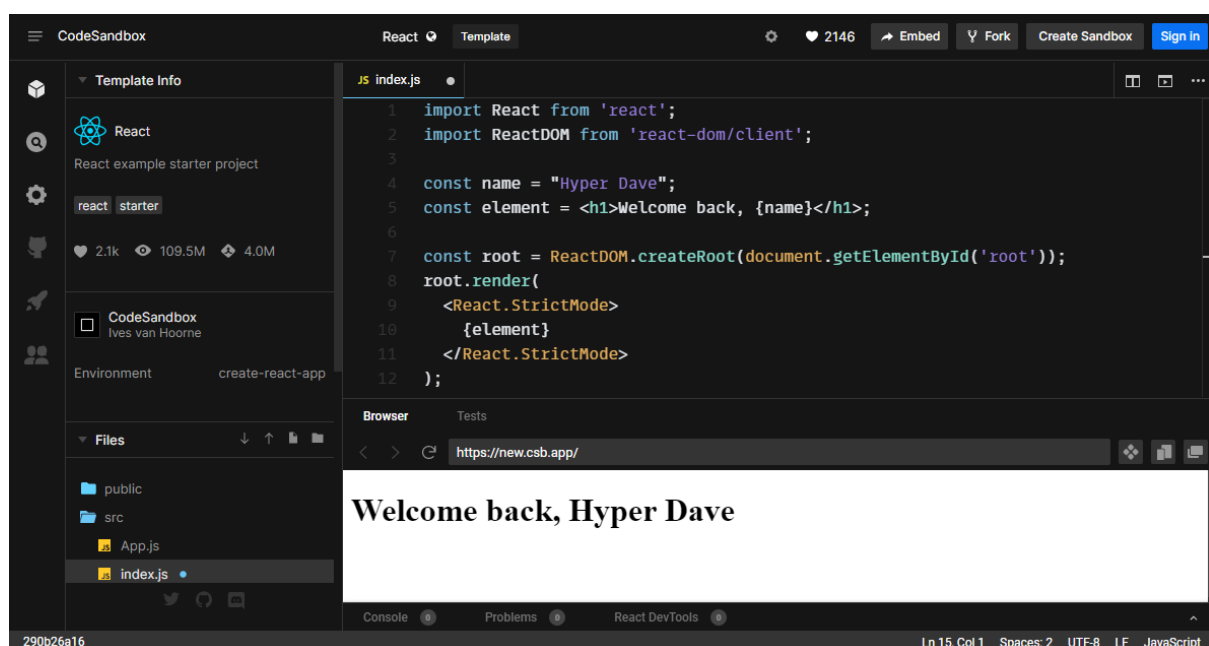 CodeSandbox
React Template
2146 Embed Fork Create Sandbox Sign in
Template Info
React
React example starter project
react starter
2.1k 109.5M 4.0M
CodeSandbox
Ives van Hoorne
Environment create-react-app
Files
public
src
JS App.js
JS index.js
290b26a16
JS index.js
1 import React from 'react';
2 import ReactDOM from 'react-dom/client';
3
4 const name = "Hyper Dave";
5 const element = <h1>Welcome back, {name}</h1>;
6
7 const root = ReactDOM.createRoot(document.getElementById('root'));
8 root.render(
9 <React.StrictMode>
10 {element}
11 </React.StrictMode>
12 );
Browser Tests
https://new.csb.app/
Welcome back, Hyper Dave
Console 0 Problems 0 React DevTools 0
Ln 15, Col 1 Spaces: 2 UTF-8 LF JavaScript